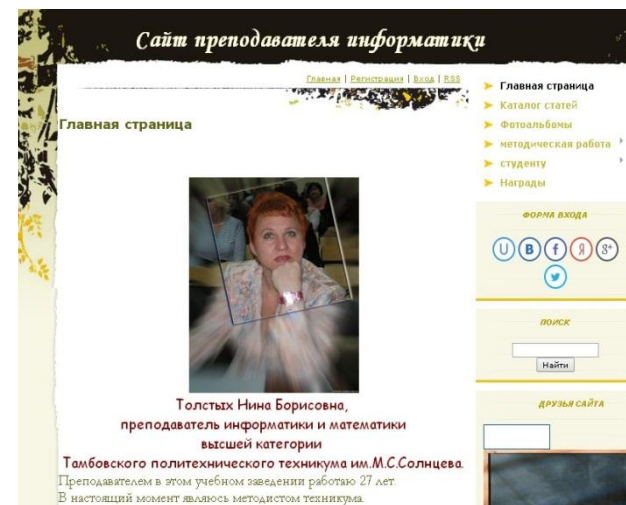 Сайт преподавателя информатики
Главная | Регистрация | Вход | RSS
Главная страница
Толстых Нина Борисовна,
преподаватель информатики и математики
высшей категории
Тамбовского политехнического техникума им.М.С.Солнцева.
Преподавателем в этом учебном заведении работаю 27 лет.
В настоящий момент являюсь методистом техникума.
Главная страница
Каталог статей
Фотоальбомы
методическая работа
студенту
Награды
ФОРМА ВХОДА
U B f Я g+
ПОИСК
Найти
ДРУЗЬЯ САЙТА